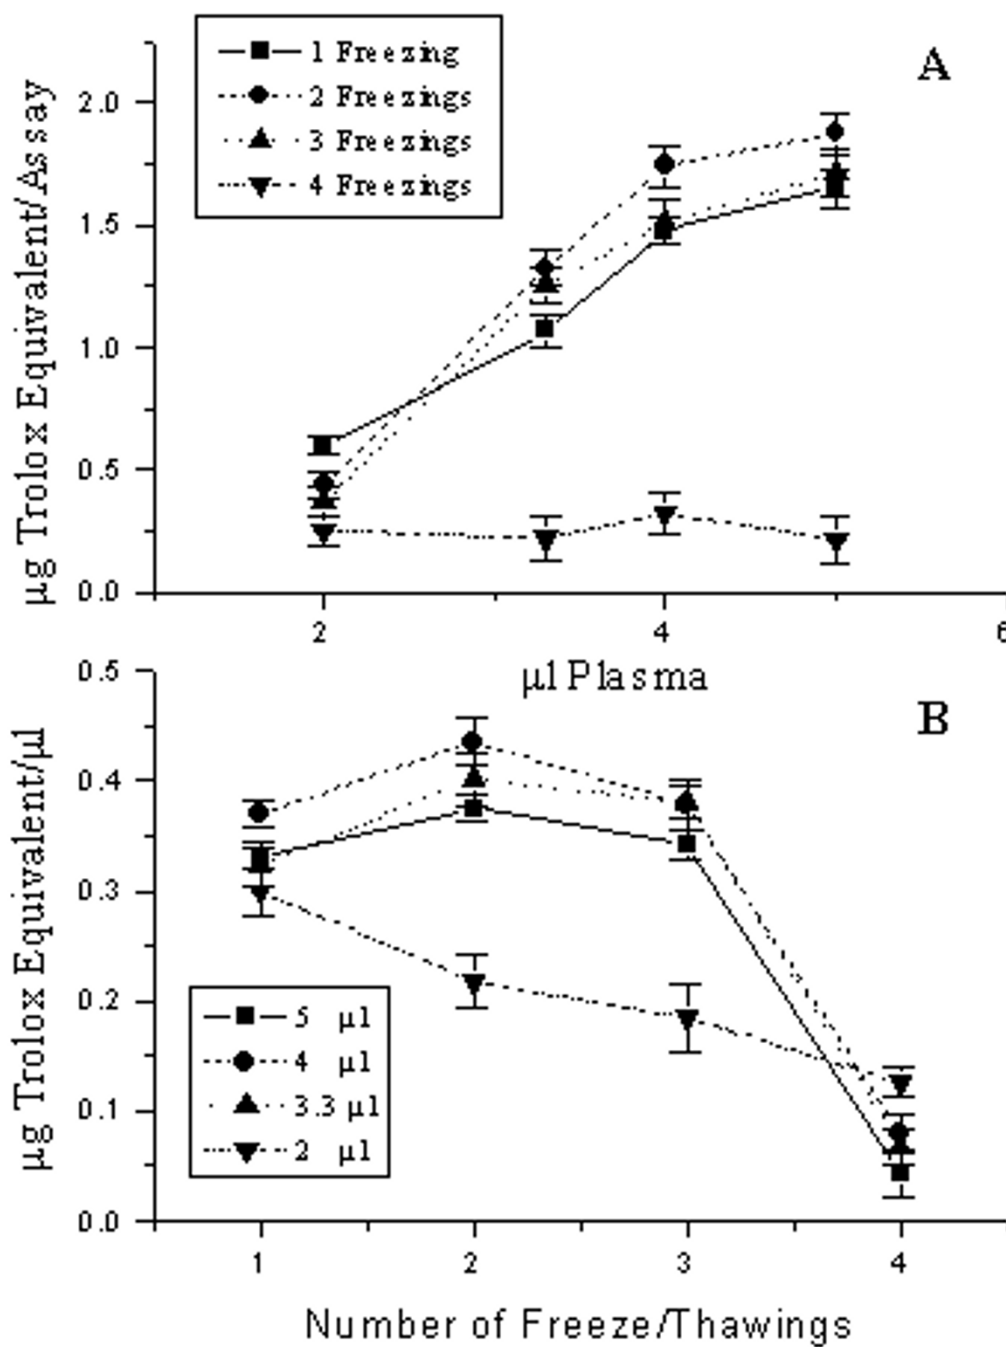 A
1 Freezing
2 Freezings
3 Freezings
4 Freezings
µg Trolox Equivalent/Assay
2.0
1.5
1.0
0.5
0.0
2 4 6
µl Plasma
B
µg Trolox Equivalent/µl
0.5
0.4
0.3
0.2
0.1
0.0
5 µl
4 µl
3.3 µl
2 µl
1 2 3 4
Number of Freeze/Thawings